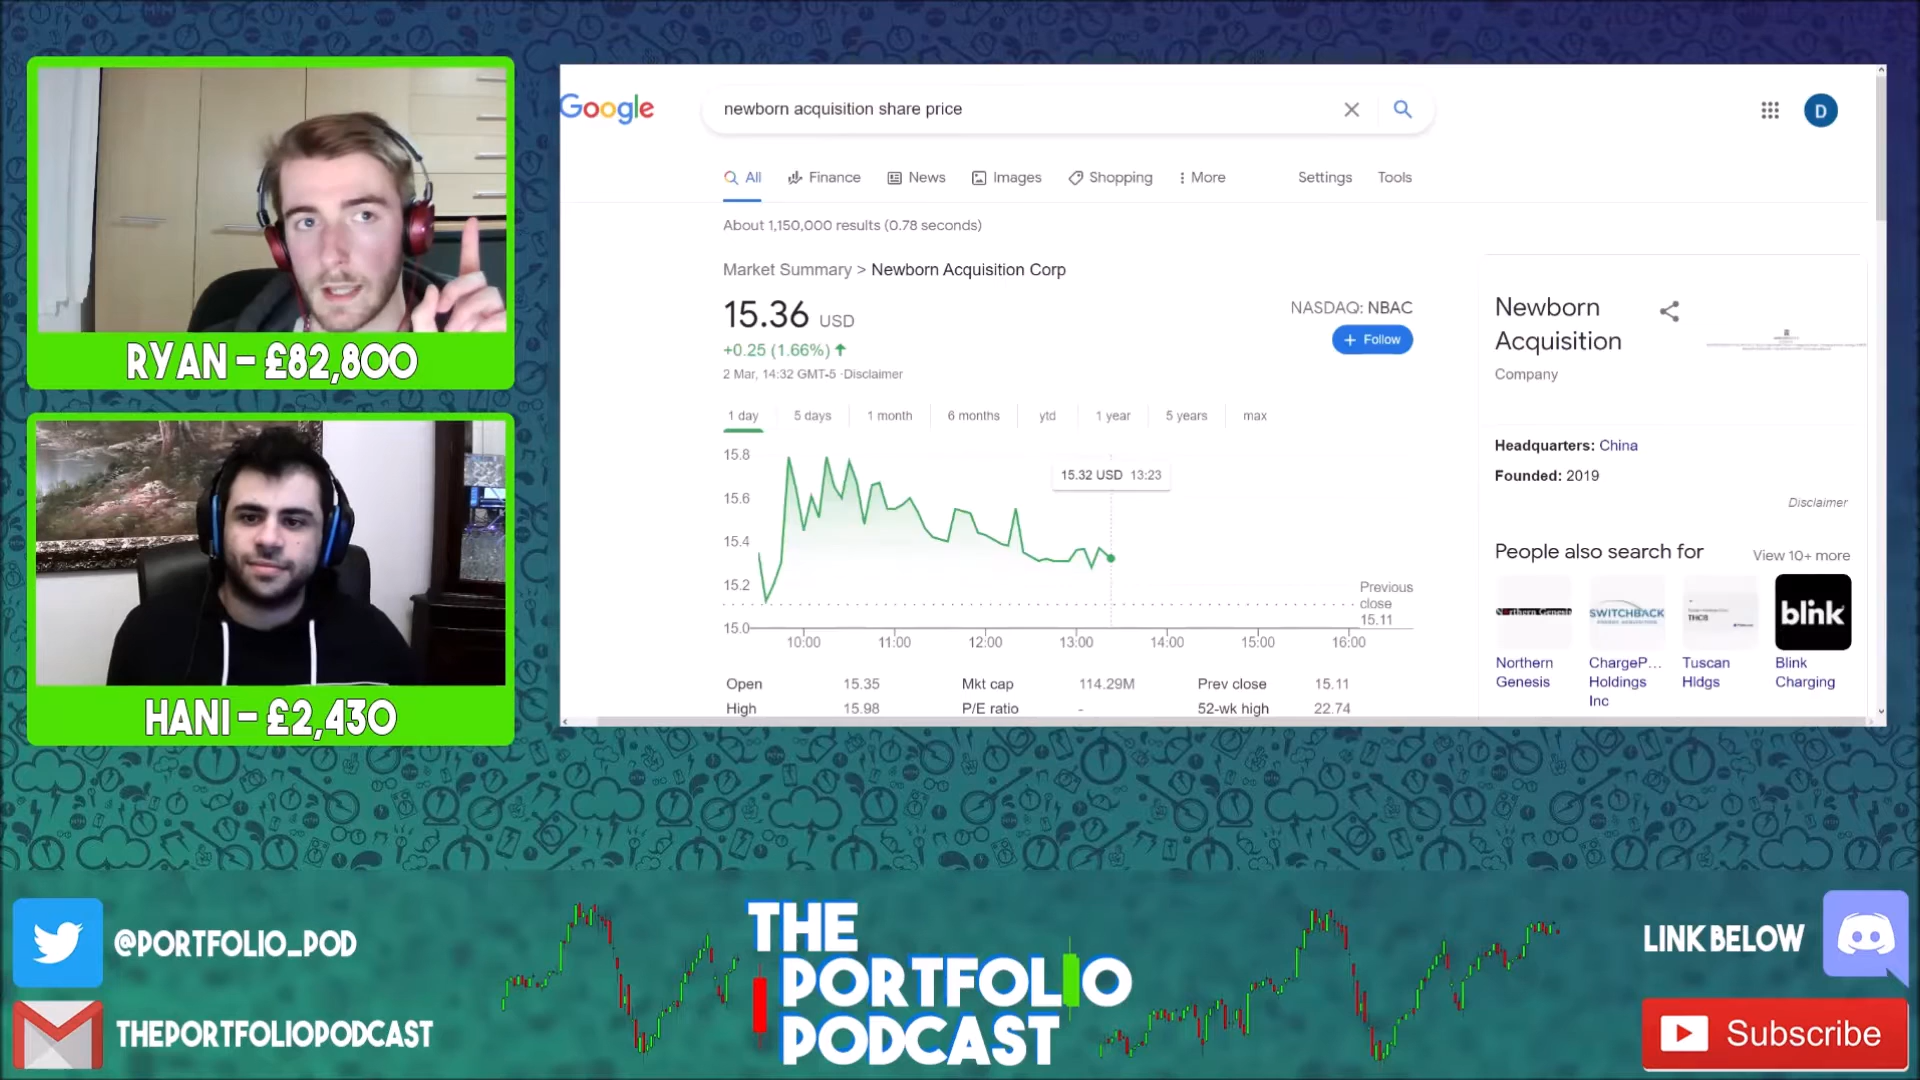 RYAN - £82,800
HANI - £2,430
Google
newborn acquisition share price
D
All
Finance
News
Images
Shopping
More
Settings
Tools
About 1,150,000 results (0.78 seconds)
Market Summary > Newborn Acquisition Corp
15.36 USD
NASDAQ: NBAC
+0.25 (1.66%)
+ Follow
2 Mar, 14:32 GMT-5 · Disclaimer
1 day
5 days
1 month
6 months
ytd
1 year
5 years
max
15.8
15.6
15.4
15.2
15.0
15.32 USD 13:23
Previous
close
15.11
10:00
11:00
12:00
13:00
14:00
15:00
16:00
Open 15.35 Mkt cap 114.29M Prev close 15.11
High 15.98 P/E ratio - 52-wk high 22.74
Newborn
Acquisition
Company
Headquarters: China
Founded: 2019
Disclaimer
People also search for
View 10+ more
Northern Genesis
SWITCHBACK
THCB
blink
Northern
Genesis
ChargeP...
Holdings
Inc
Tuscan
Hldgs
Blink
Charging
@PORTFOLIO_POD
THEPORTFOLIOPODCAST
THE
PORTFOLIO
PODCAST
LINK BELOW
Subscribe